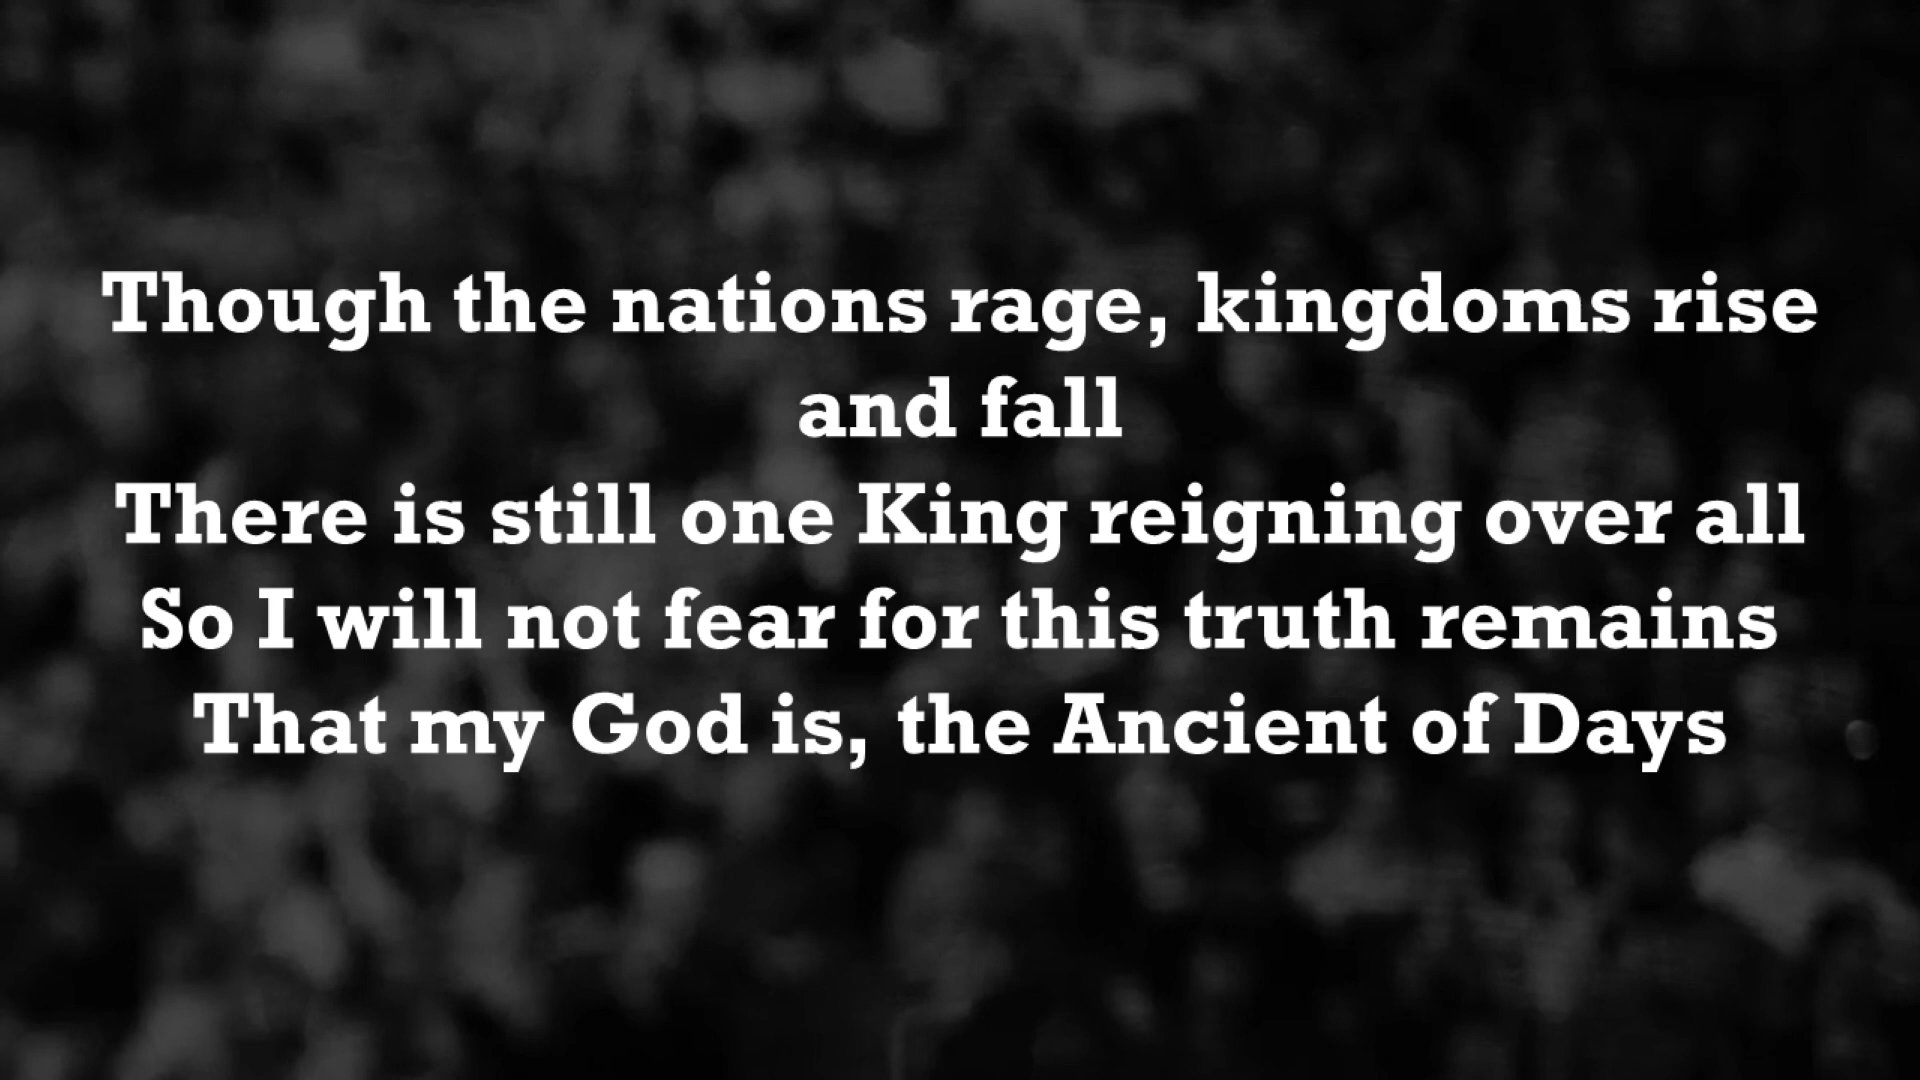 Though the nations rage, kingdoms rise
and fall
There is still one King reigning over all
So I will not fear for this truth remains
That my God is, the Ancient of Days